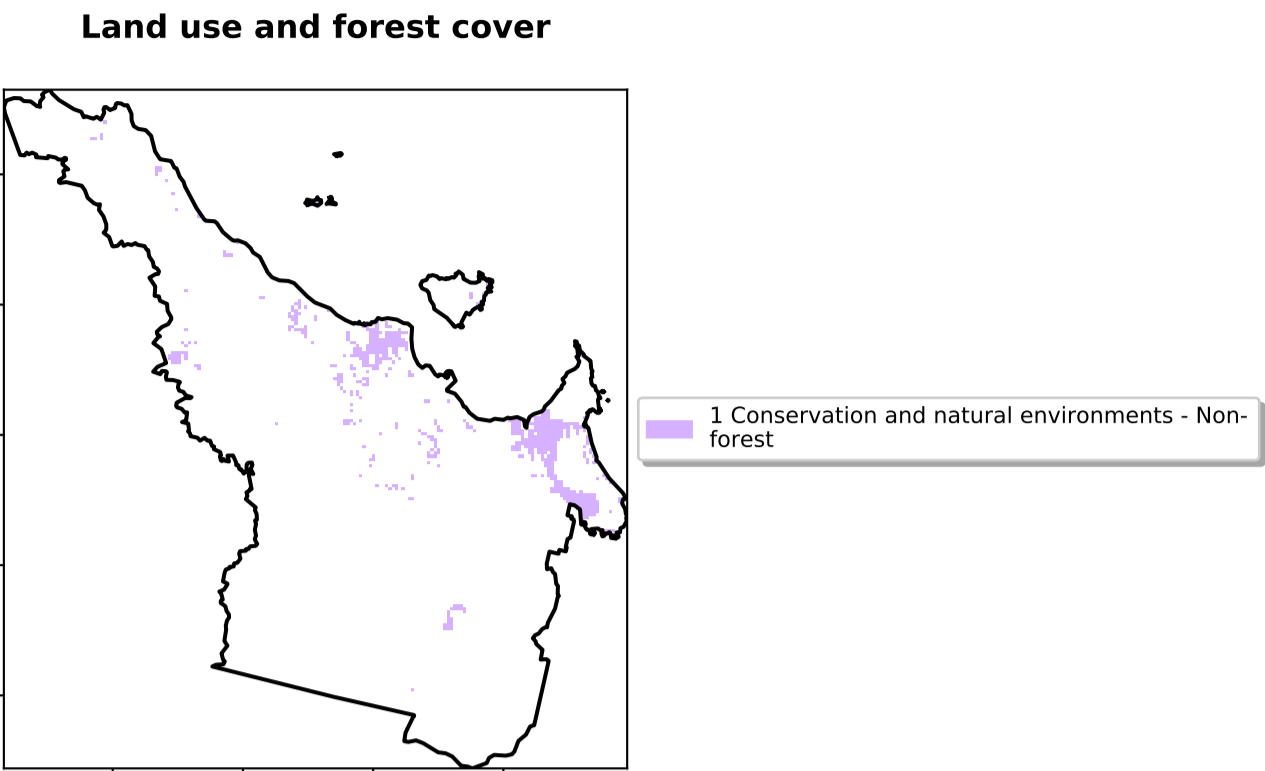 Land use and forest cover
1 Conservation and natural environments - Non-
forest